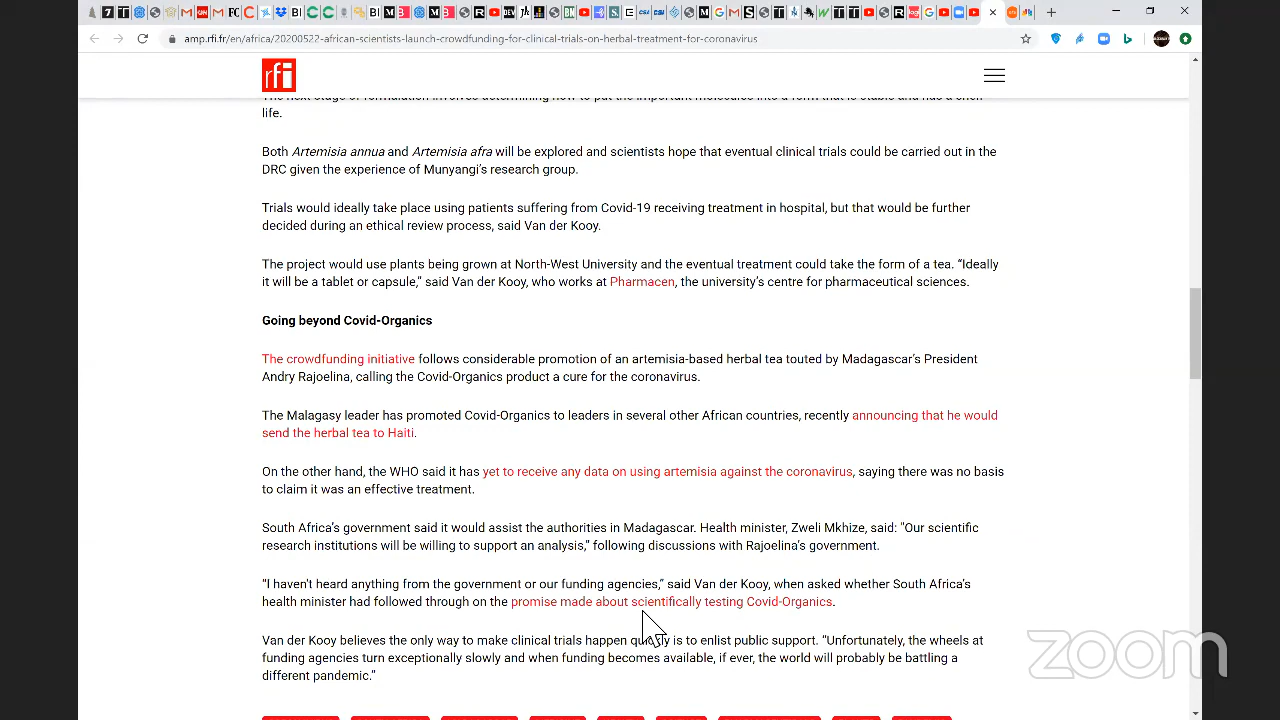 amp.rfi.fr/en/africa/20200522-african-scientists-launch-crowdfunding-for-clinical-trials-on-herbal-treatment-for-coronavirus
rfi
The next stage of formulation involves determining how to put the important molecules into a form that is stable and has a shelf
life.
Both Artemisia annua and Artemisia afra will be explored and scientists hope that eventual clinical trials could be carried out in the
DRC given the experience of Munyangi’s research group.
Trials would ideally take place using patients suffering from Covid-19 receiving treatment in hospital, but that would be further
decided during an ethical review process, said Van der Kooy.
The project would use plants being grown at North-West University and the eventual treatment could take the form of a tea. “Ideally
it will be a tablet or capsule,” said Van der Kooy, who works at Pharmacen, the university’s centre for pharmaceutical sciences.
Going beyond Covid-Organics
The crowdfunding initiative follows considerable promotion of an artemisia-based herbal tea touted by Madagascar’s President
Andry Rajoelina, calling the Covid-Organics product a cure for the coronavirus.
The Malagasy leader has promoted Covid-Organics to leaders in several other African countries, recently announcing that he would
send the herbal tea to Haiti.
On the other hand, the WHO said it has yet to receive any data on using artemisia against the coronavirus, saying there was no basis
to claim it was an effective treatment.
South Africa’s government said it would assist the authorities in Madagascar. Health minister, Zweli Mkhize, said: "Our scientific
research institutions will be willing to support an analysis,” following discussions with Rajoelina’s government.
"I haven't heard anything from the government or our funding agencies,” said Van der Kooy, when asked whether South Africa’s
health minister had followed through on the promise made about scientifically testing Covid-Organics.
Van der Kooy believes the only way to make clinical trials happen quickly is to enlist public support. "Unfortunately, the wheels at
funding agencies turn exceptionally slowly and when funding becomes available, if ever, the world will probably be battling a
different pandemic.”
zoom